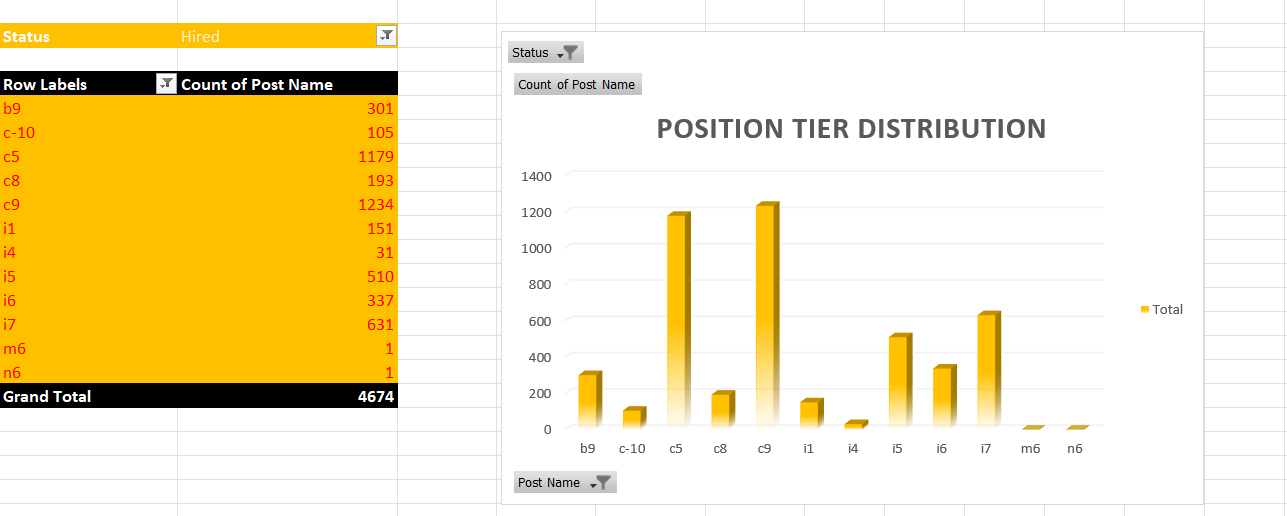 Status Hired
Row Labels Count of Post Name
b9 301
c-10 105
c5 1179
c8 193
c9 1234
i1 151
i4 31
i5 510
i6 337
i7 631
m6 1
n6 1
Grand Total 4674
Status
Count of Post Name
POSITION TIER DISTRIBUTION
1400
1200
1000
800
600
400
200
0
b9 c-10 c5 c8 c9 i1 i4 i5 i6 i7 m6 n6
Total
Post Name